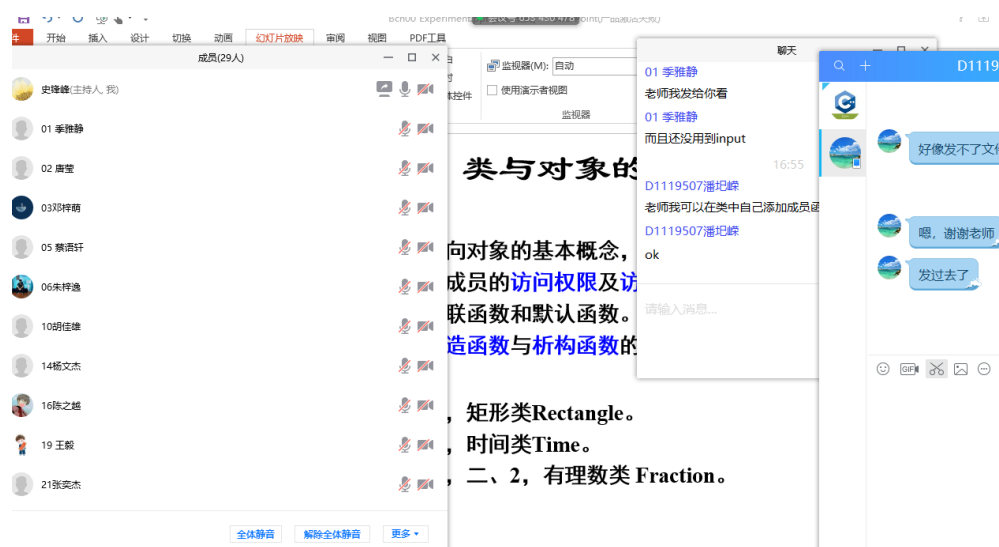 会议号 633 430 478
开始 插入 设计 切换 动画 幻灯片放映 审阅 视图 PDF工具
成员(29人)
史锋峰(主持人, 我)
01 季雅静
02 唐莹
03邓梓萌
05 蔡语轩
06朱梓逸
10胡佳雄
14杨文杰
16陈之越
19 王毅
21张奕杰
全体静音 解除全体静音 更多
监视器(M): 自动
使用演示者视图
体控件
监视器
类与对象的
向对象的基本概念,
成员的访问权限及访
联函数和默认函数。
造函数与析构函数的
,矩形类Rectangle。
,时间类Time。
,二、2,有理数类 Fraction。
聊天
01 季雅静
老师我发给你看
01 季雅静
而且还没用到input
16:55
D1119507潘圯嵘
老师我可以在类中自己添加成员函
D1119507潘圯嵘
ok
请输入消息...
D1119
好像发不了文件
嗯,谢谢老师
发过去了
GIF